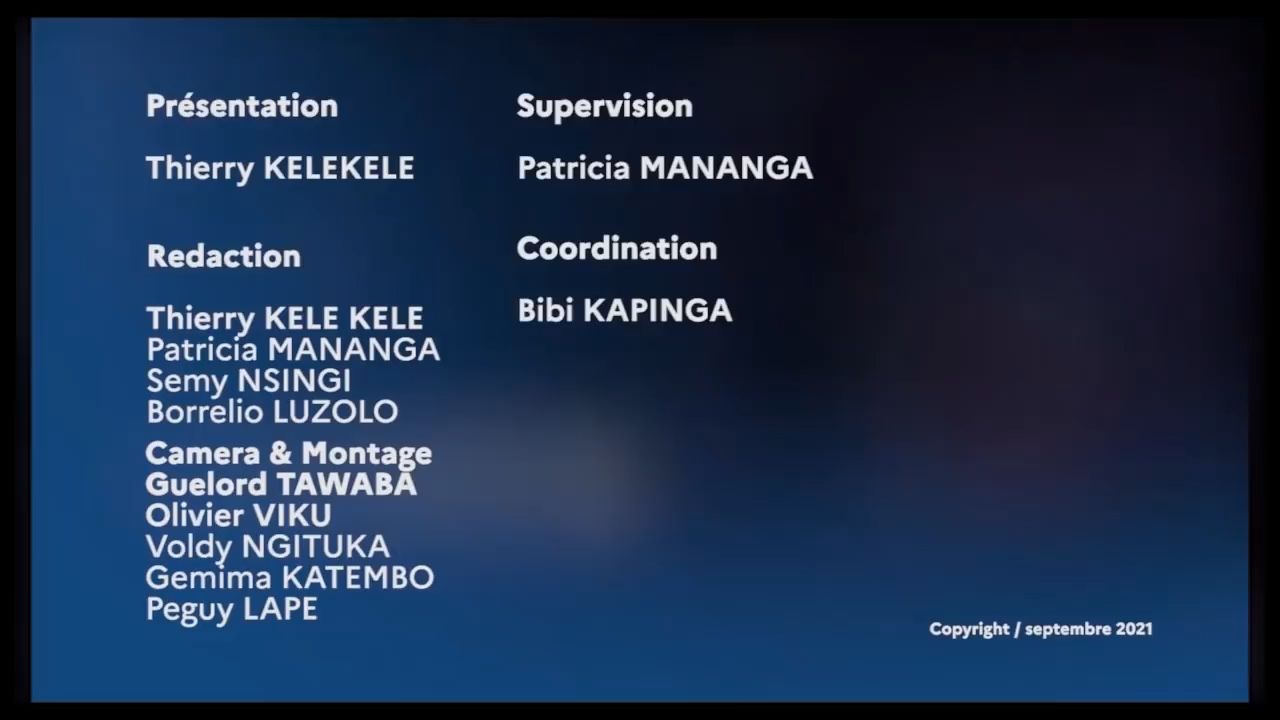 Présentation
Thierry KELEKELE
Redaction
Thierry KELE KELE
Patricia MANANGA
Semy NSINGI
Borrelio LUZOLO
Camera & Montage
Guelord TAWABA
Olivier VIKU
Voldy NGITUKA
Gemima KATEMBO
Peguy LAPE
Supervision
Patricia MANANGA
Coordination
Bibi KAPINGA
Copyright / septembre 2021